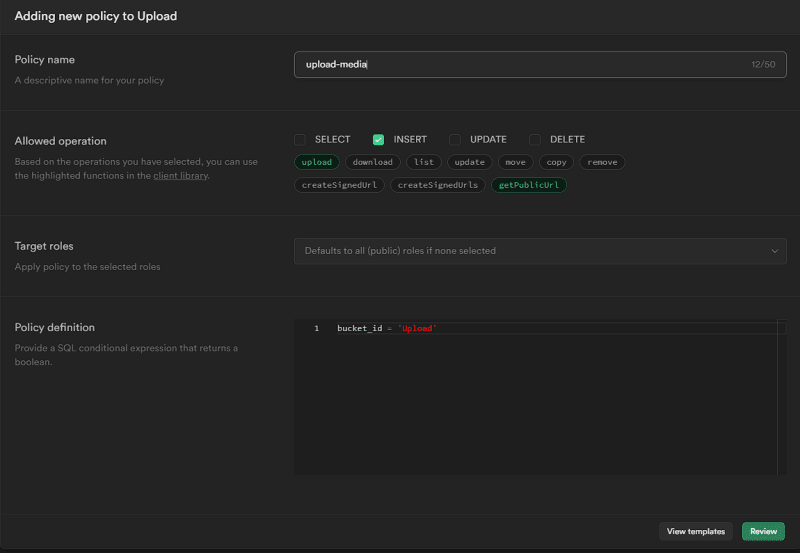 Adding new policy to Upload
Policy name
A descriptive name for your policy
upload-media
12/50
Allowed operation
Based on the operations you have selected, you can use
the highlighted functions in the client library.
SELECT INSERT UPDATE DELETE
upload download list update move copy remove
createSignedUrl createSignedUrls getPublicUrl
Target roles
Apply policy to the selected roles
Defaults to all (public) roles if none selected
Policy definition
Provide a SQL conditional expression that returns a
boolean.
1 bucket_id = 'Upload'
View templates Review